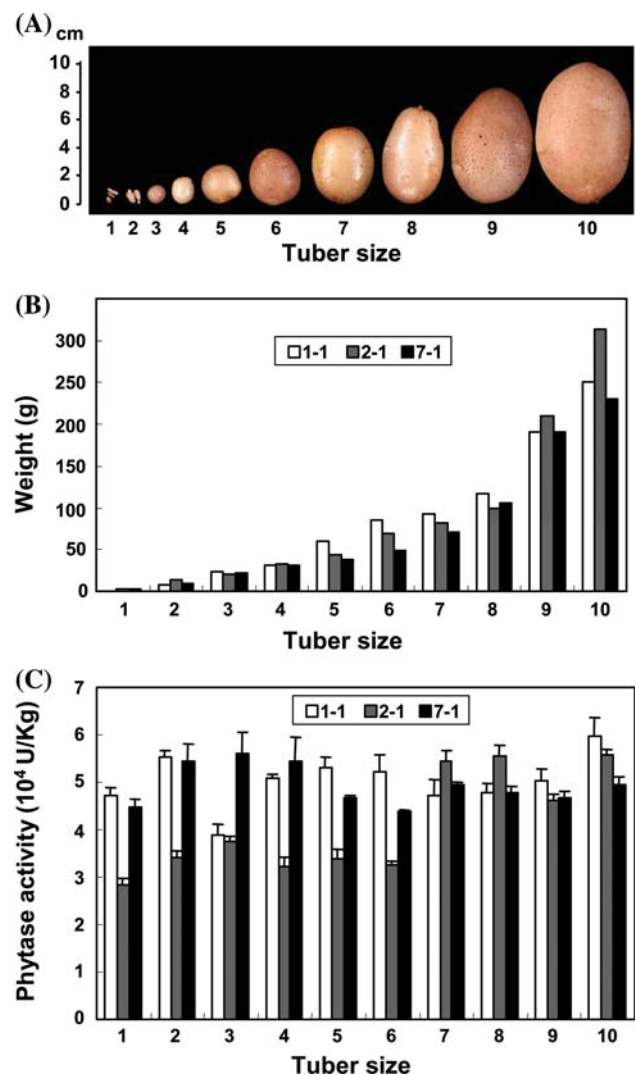 (A)
cm
10
8
6
4
2
0
1 2 3 4 5 6 7 8 9 10
Tuber size
(B)
1-1 2-1 7-1
Weight (g)
300
250
200
150
100
50
0
1 2 3 4 5 6 7 8 9 10
Tuber size
(C)
1-1 2-1 7-1
Phytase activity (10⁴ U/Kg)
7
6
5
4
3
2
1
0
1 2 3 4 5 6 7 8 9 10
Tuber size